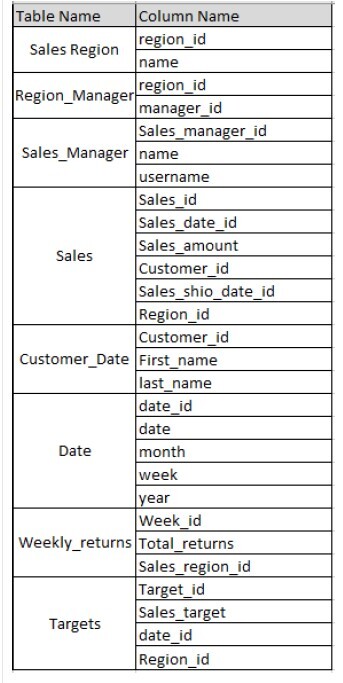 Table Name Column Name
Sales Region region_id
name
Region_Manager region_id
manager_id
Sales_Manager Sales_manager_id
name
username
Sales Sales_id
Sales_date_id
Sales_amount
Customer_id
Sales_shio_date_id
Region_id
Customer_Date Customer_id
First_name
last_name
Date date_id
date
month
week
year
Weekly_returns Week_id
Total_returns
Sales_region_id
Targets Target_id
Sales_target
date_id
Region_id